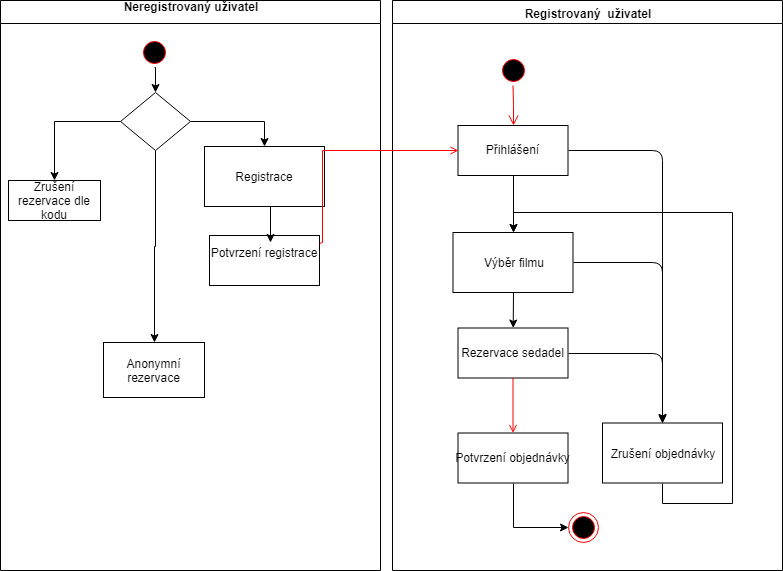 Neregistrovaný uživatel
Registrovaný  uživatel
Přihlášení
Registrace
Zrušení
rezervace dle
kodu
Potvrzení registrace
Výběr filmu
Rezervace sedadel
Anonymní
rezervace
Potvrzení objednávky
Zrušení objednávky